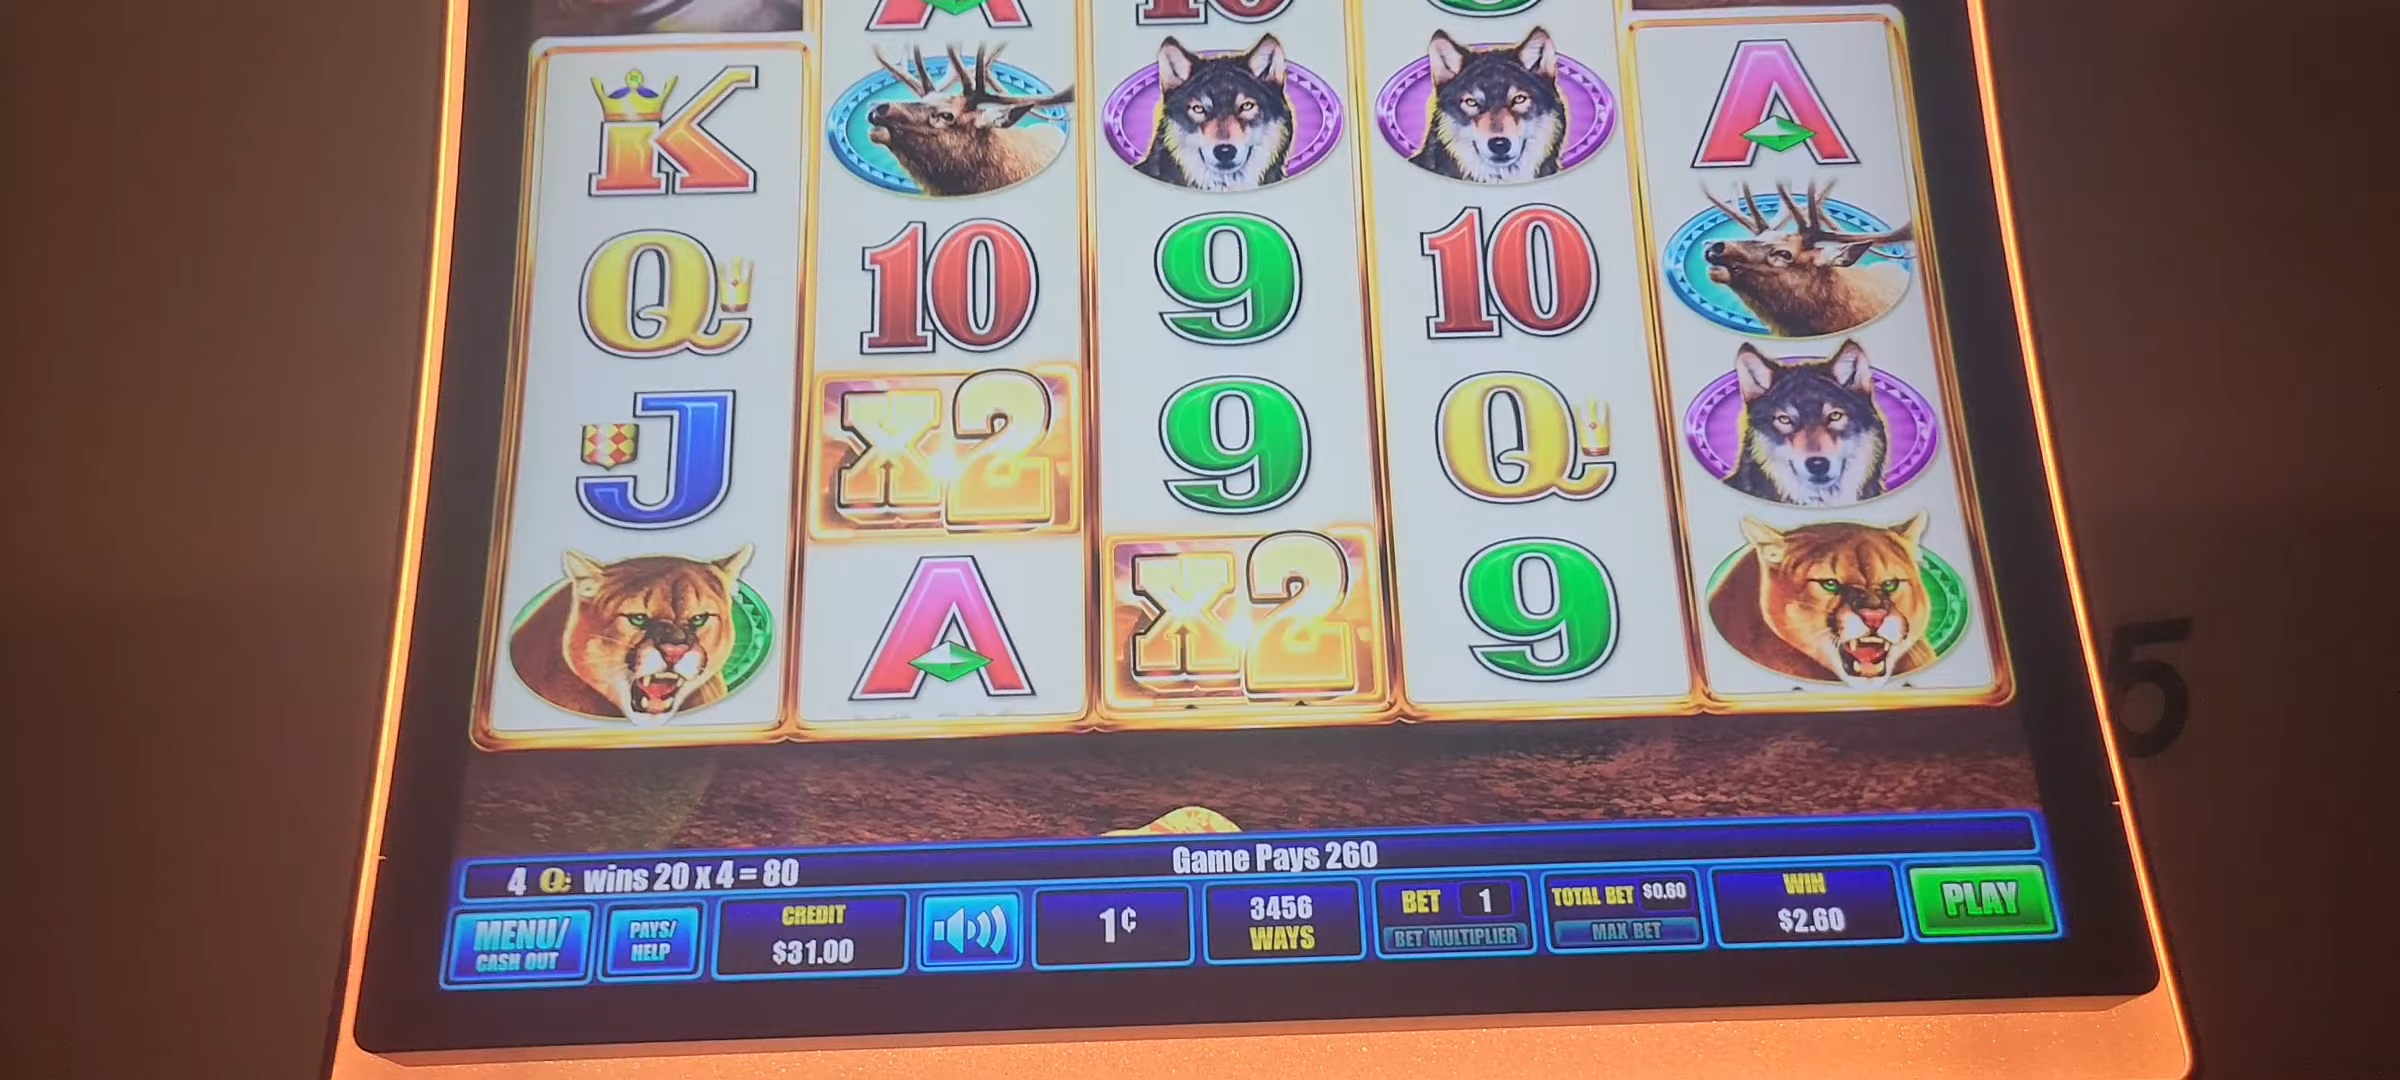 A 10
K A
Q 10 9 10
J x2 9 Q
A x2 9
4 Q wins 20 x 4 = 80
Game Pays 260
MENU/
CASH OUT
PAYS/
HELP
CREDIT
$31.00
1¢
3456
WAYS
BET 1
BET MULTIPLIER
TOTAL BET $0.60
MAX BET
WIN
$2.60
PLAY
5